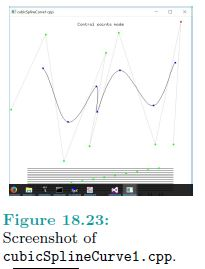 cubicSplineCurve1.cpp
Control points mode
Figure 18.23:
Screenshot of
cubicSplineCurve1.cpp.